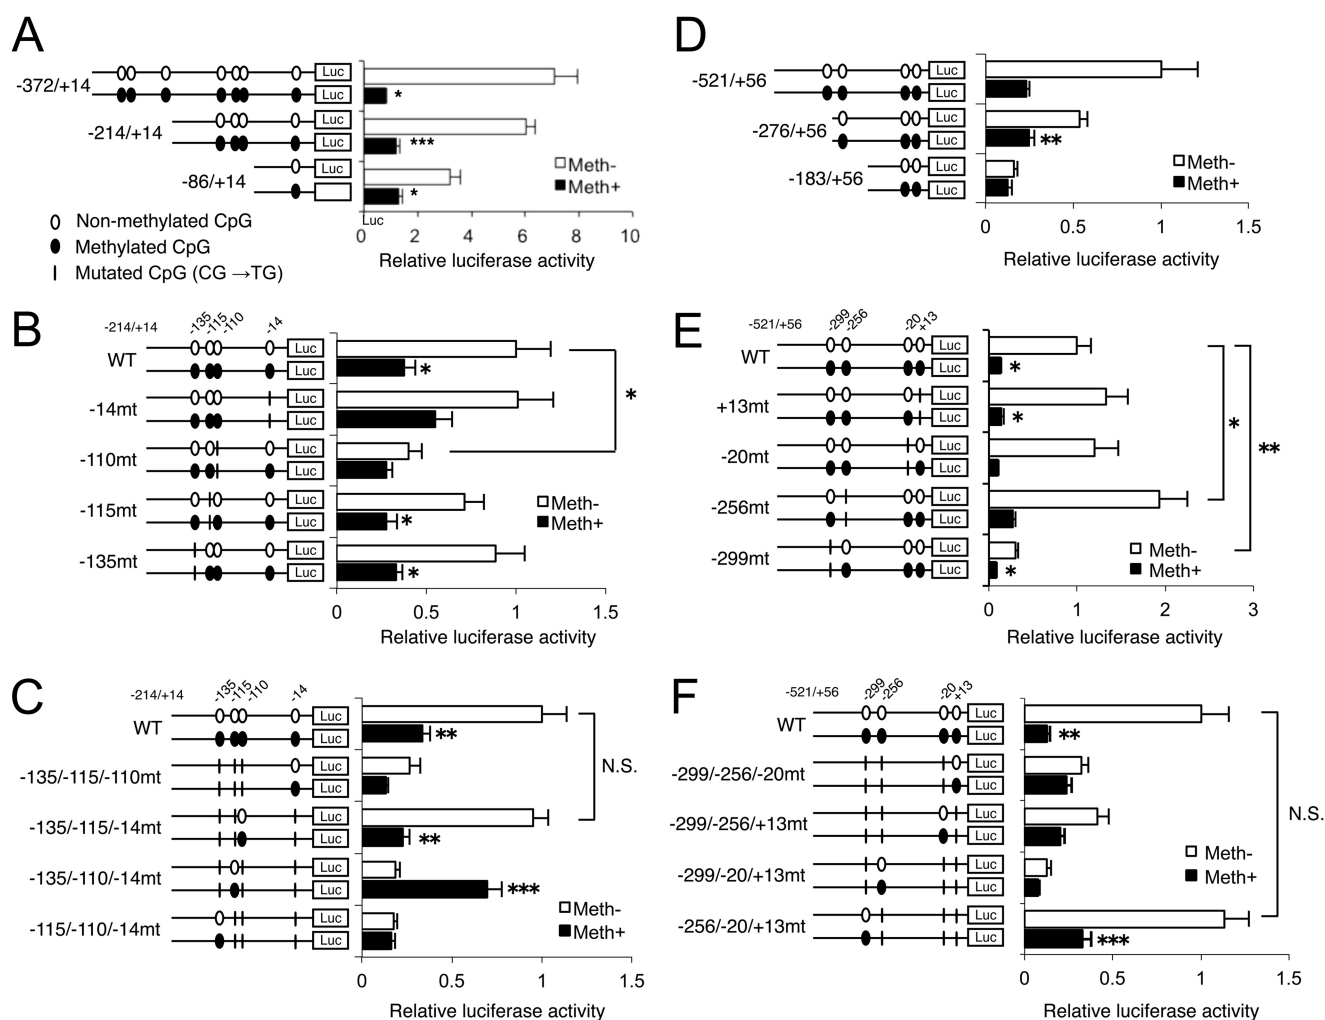 A
-372/+14
Luc
Luc
*
-214/+14
Luc
Luc
***
-86/+14
Luc
*
Luc
Meth-
Meth+
0 2 4 6 8 10
Relative luciferase activity
Non-methylated CpG
Methylated CpG
Mutated CpG (CG →TG)
B
-214/+14
-135 -115 -110 -14
WT
Luc
Luc
*
-14mt
Luc
Luc
-110mt
Luc
Luc
*
-115mt
Luc
Luc
*
-135mt
Luc
Luc
*
Meth-
Meth+
0 0.5 1 1.5
Relative luciferase activity
C
-214/+14
-135 -115 -110 -14
WT
Luc
Luc
**
-135/-115/-110mt
Luc
Luc
N.S.
-135/-115/-14mt
Luc
Luc
**
-135/-110/-14mt
Luc
Luc
***
-115/-110/-14mt
Luc
Luc
Meth-
Meth+
0 0.5 1 1.5
Relative luciferase activity
D
-521/+56
Luc
Luc
-276/+56
Luc
Luc
**
-183/+56
Luc
Luc
Meth-
Meth+
0 0.5 1 1.5
Relative luciferase activity
E
-521/+56
-299 -256 -20 +13
WT
Luc
Luc
*
+13mt
Luc
Luc
*
-20mt
Luc
Luc
* **
-256mt
Luc
Luc
-299mt
Luc
Luc
*
Meth-
Meth+
0 1 2 3
Relative luciferase activity
F
-521/+56
-299 -256 -20 +13
WT
Luc
Luc
**
-299/-256/-20mt
Luc
Luc
-299/-256/+13mt
Luc
Luc
N.S.
-299/-20/+13mt
Luc
Luc
-256/-20/+13mt
Luc
Luc
***
Meth-
Meth+
0 0.5 1 1.5
Relative luciferase activity